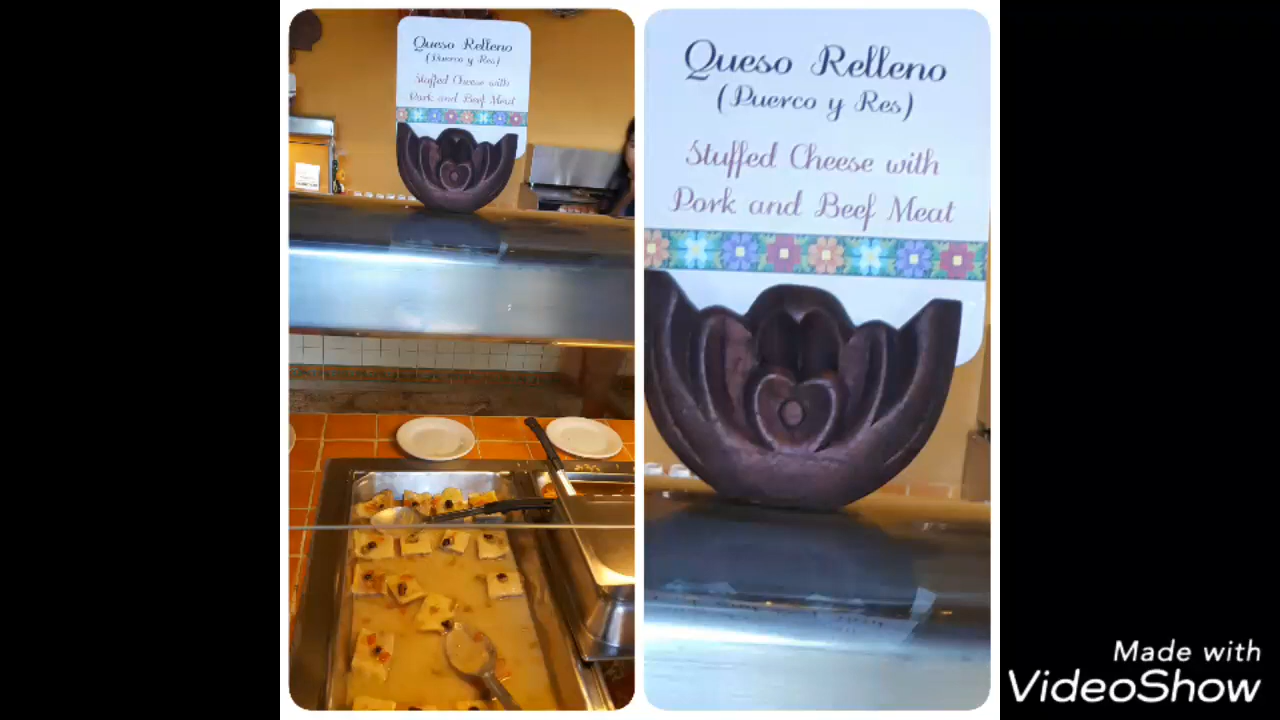 Queso Relleno
(Puerco y Res)
Stuffed Cheese with
Pork and Beef Meat
Queso Relleno
(Puerco y Res)
Stuffed Cheese with
Pork and Beef Meat
Made with
VideoShow